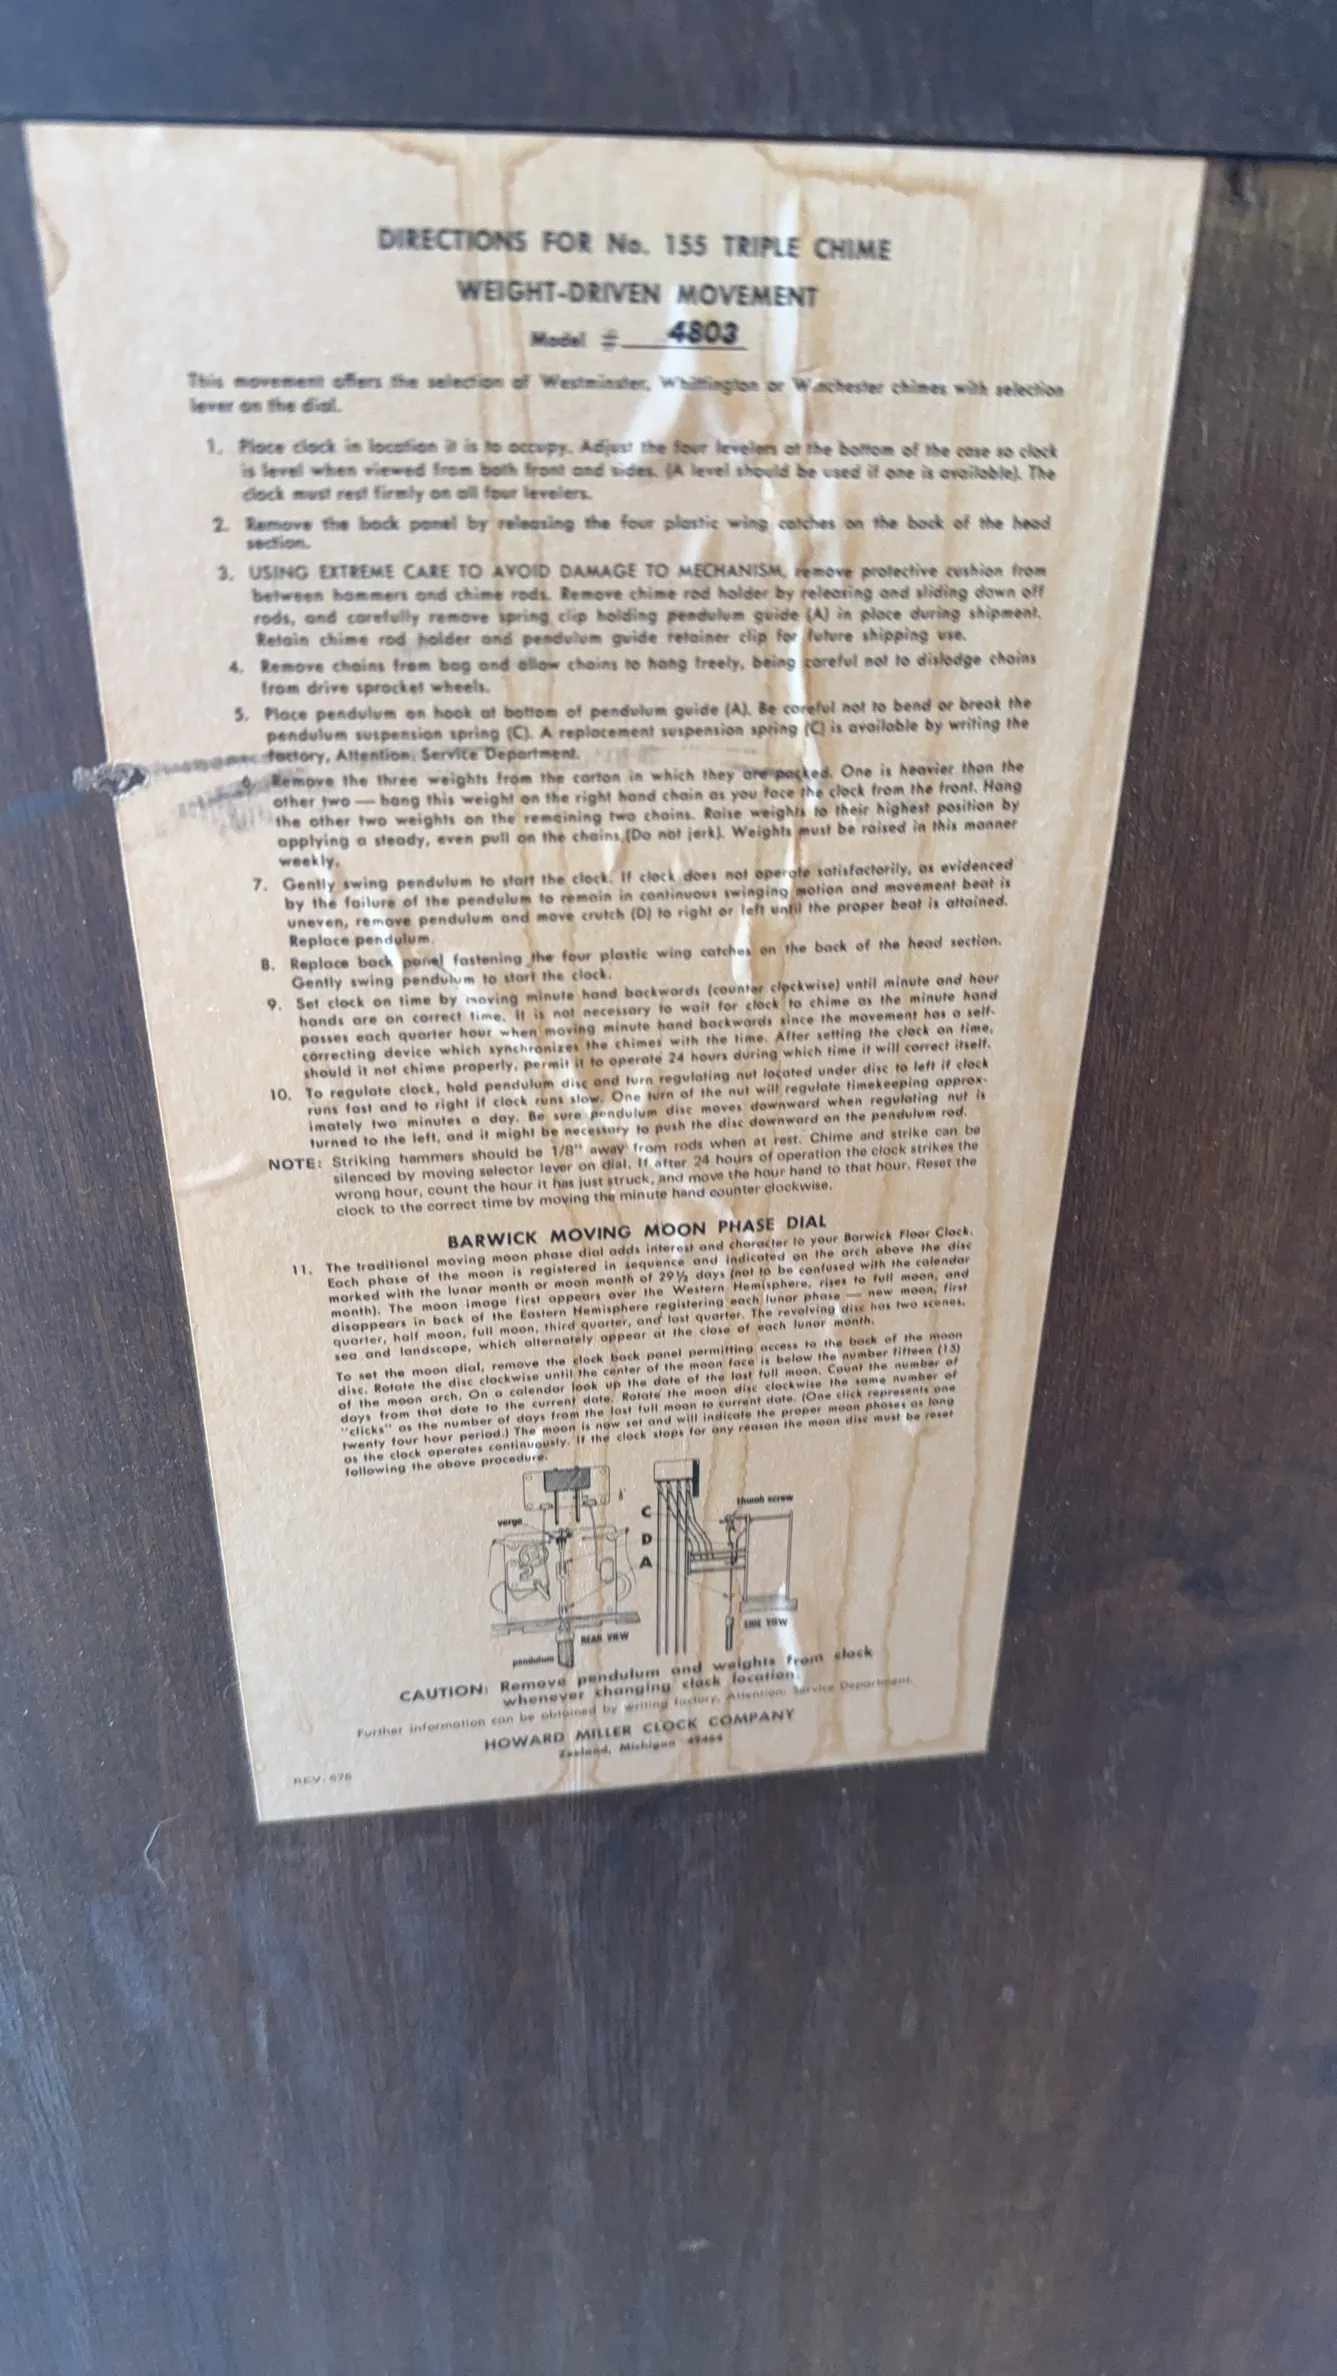 DIRECTIONS FOR No. 155 TRIPLE CHIME
WEIGHT-DRIVEN MOVEMENT
Model # 4803
This movement offers the selection of Westminster, Whittington or Winchester chimes with selection
lever on the dial.
1. Place clock in location it is to occupy. Adjust the four levelers at the bottom of the case so clock
is level when viewed from both front and sides. (A level should be used if one is available). The
clock must rest firmly on all four levelers.
2. Remove the back panel by releasing the four plastic wing catches on the back of the head
section.
3. USING EXTREME CARE TO AVOID DAMAGE TO MECHANISM, remove protective cushion from
between hammers and chime rods. Remove chime rod holder by releasing and sliding down off
rods, and carefully remove spring clip holding pendulum guide (A) in place during shipment.
Retain chime rod holder and pendulum guide retainer clip for future shipping use.
4. Remove chains from bag and allow chains to hang freely, being careful not to dislodge chains
from drive sprocket wheels.
5. Place pendulum on hook at bottom of pendulum guide (A). Be careful not to bend or break the
pendulum suspension spring (C). A replacement suspension spring (C) is available by writing the
factory, Attention: Service Department.
6. Remove the three weights from the carton in which they are packed. One is heavier than the
other two — hang this weight on the right hand chain as you face the clock from the front. Hang
the other two weights on the remaining two chains. Raise weights to their highest position by
applying a steady, even pull on the chains.(Do not jerk). Weights must be raised in this manner
weekly.
7. Gently swing pendulum to start the clock. If clock does not operate satisfactorily, as evidenced
by the failure of the pendulum to remain in continuous swinging motion and movement beat is
uneven, remove pendulum and move crutch (D) to right or left until the proper beat is attained.
Replace pendulum.
8. Replace back panel fastening the four plastic wing catches on the back of the head section.
Gently swing pendulum to start the clock.
9. Set clock on time by moving minute hand backwards (counter clockwise) until minute and hour
hands are on correct time. It is not necessary to wait for clock to chime as the minute hand
passes each quarter hour when moving minute hand backwards since the movement has a self-
correcting device which synchronizes the chimes with the time. After setting the clock on time,
should it not chime properly, permit it to operate 24 hours during which time it will correct itself.
10. To regulate clock, hold pendulum disc and turn regulating nut located under disc to left if clock
runs fast and to right if clock runs slow. One turn of the nut will regulate timekeeping approx-
imately two minutes a day. Be sure pendulum disc moves downward when regulating nut is
turned to the left, and it might be necessary to push the disc downward on the pendulum rod.
NOTE: Striking hammers should be 1/8" away from rods when at rest. Chime and strike can be
silenced by moving selector lever on dial. If after 24 hours of operation the clock strikes the
wrong hour, count the hour it has just struck, and move the hour hand to that hour. Reset the
clock to the correct time by moving the minute hand counter clockwise.
BARWICK MOVING MOON PHASE DIAL
11. The traditional moving moon phase dial adds interest and character to your Barwick Floor Clock.
Each phase of the moon is registered in sequence and indicated on the arch above the disc
marked with the lunar month or moon month of 29½ days (not to be confused with the calendar
month). The moon image first appears over the Western Hemisphere, rises to full moon, and
disappears in back of the Eastern Hemisphere registering each lunar phase — new moon, first
quarter, half moon, full moon, third quarter, and last quarter. The revolving disc has two scenes,
sea and landscape, which alternately appear at the close of each lunar month.
To set the moon dial, remove the clock back panel permitting access to the back of the moon
disc. Rotate the disc clockwise until the center of the moon face is below the number fifteen (15)
of the moon arch. On a calendar look up the date of the last full moon. Count the number of
days from that date to the current date. Rotate the moon disc clockwise the same number of
"clicks" as the number of days from the last full moon to current date. (One click represents one
twenty four hour period.) The moon is now set and will indicate the proper moon phases as long
as the clock operates continuously. If the clock stops for any reason the moon disc must be reset
following the above procedure.
verge
C
D
A
thumb screw
REAR VIEW
SIDE VIEW
pendulum
CAUTION: Remove pendulum and weights from clock
whenever changing clock location.
Further information can be obtained by writing factory, Attention: Service Department.
HOWARD MILLER CLOCK COMPANY
Zeeland, Michigan 49464
REV. 676